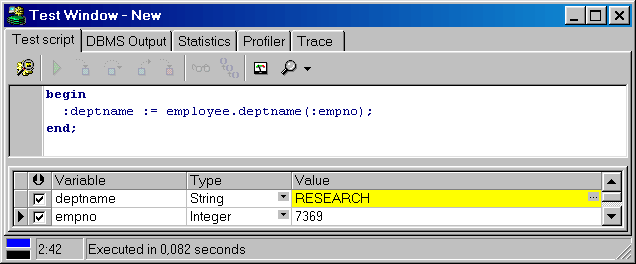 Test Window - New
Test script DBMS Output Statistics Profiler Trace
begin
:deptname := employee.deptname(:empno);
end;
Variable Type Value
deptname String RESEARCH
empno Integer 7369
2:42 Executed in 0,082 seconds